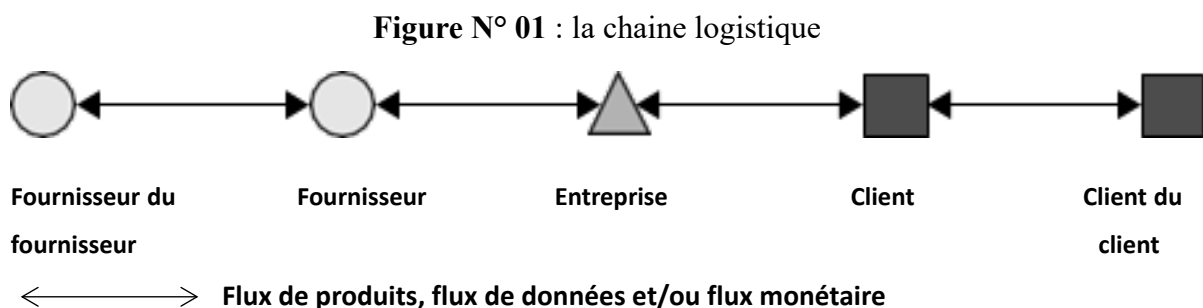 Figure N° 01 : la chaine logistique
Fournisseur du fournisseur
Fournisseur
Entreprise
Client
Client du client
Flux de produits, flux de données et/ou flux monétaire